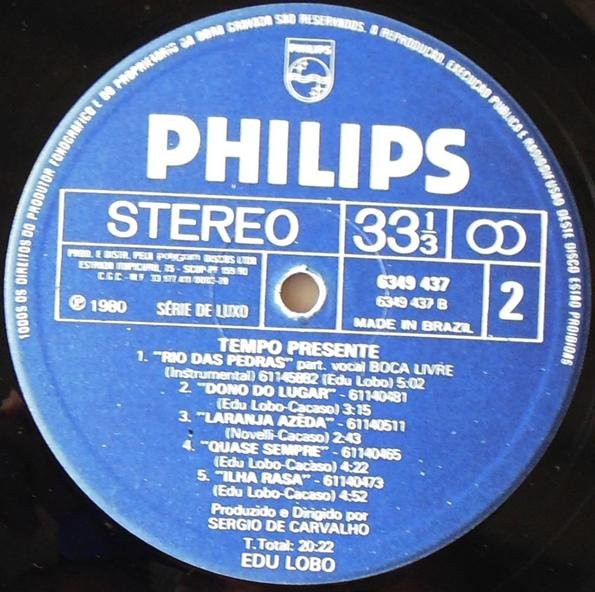 TODOS OS DIREITOS DO PRODUTOR FONOGRÁFICO E DO PROPRIETÁRIO DA OBRA GRAVADA SÃO RESERVADOS. A REPRODUÇÃO, EXECUÇÃO PÚBLICA E RADIODIFUSÃO DESTE DISCO ESTÃO PROIBIDAS
PHILIPS
PHILIPS
STEREO
33 1/3
PROD. E DISTR. PELA polygram DISCOS LTDA
6349 437
6349 437 B
MADE IN BRAZIL
2
℗ 1980 SÉRIE DE LUXO
TEMPO PRESENTE
1. "RIO DAS PEDRAS" part. vocal BOCA LIVRE
(Instrumental) (Edu Lobo) 5:02
2. "DONO DO LUGAR" - 61140481
(Edu Lobo-Cacaso) 3:15
3. "LARANJA AZÊDA" - 61140511
(Novelli-Cacaso) 2:43
4. "QUASE SEMPRE" - 61140465
(Edu Lobo-Cacaso) 4:22
5. "ILHA RASA" - 61140473
(Edu Lobo-Cacaso) 4:52
Produzido e Dirigido por
SERGIO DE CARVALHO
T.Total: 20:22
EDU LOBO